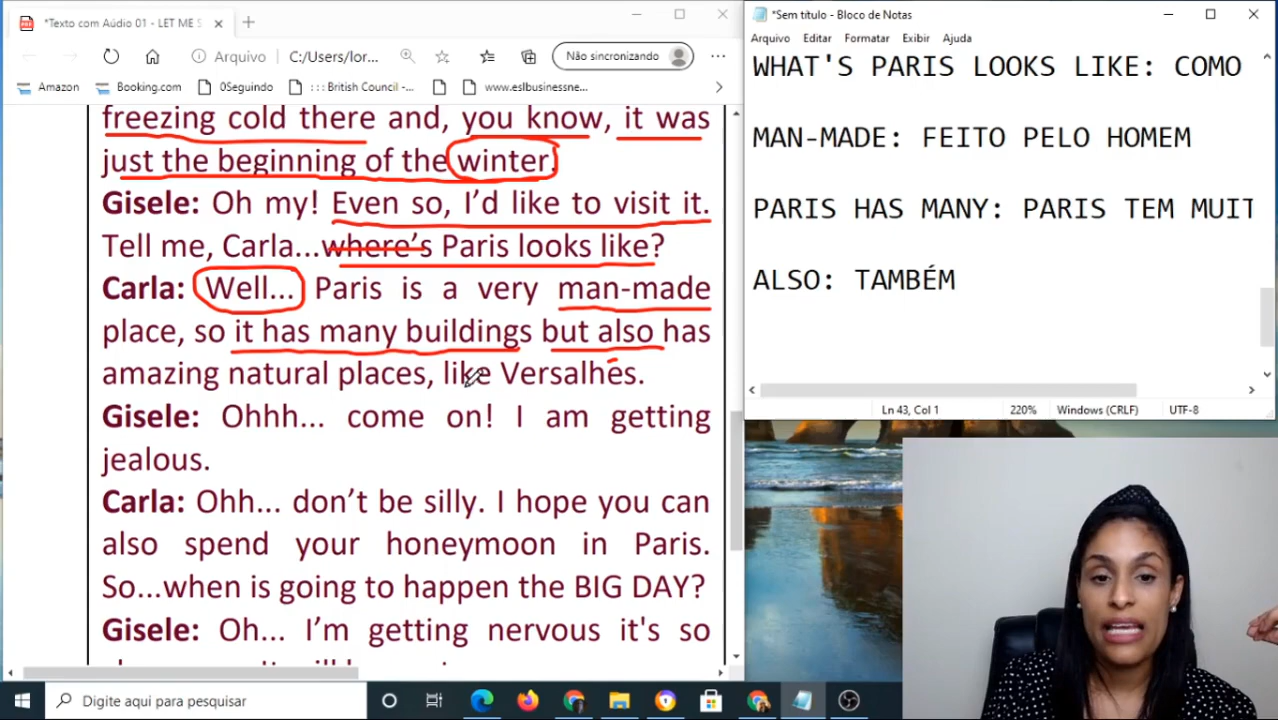 *Texto com Aúdio 01 - LET ME S
Arquivo
C:/Users/lor...
Não sincronizando
Amazon
Booking.com
0Seguindo
: : : British Council -...
www.eslbusinessne...
freezing cold there and, you know, it was
just the beginning of the winter.
Gisele: Oh my! Even so, I'd like to visit it.
Tell me, Carla...where's Paris looks like?
Carla: Well... Paris is a very man-made
place, so it has many buildings but also has
amazing natural places, like Versalhes.
Gisele: Ohhh... come on! I am getting
jealous.
Carla: Ohh... don't be silly. I hope you can
also spend your honeymoon in Paris.
So...when is going to happen the BIG DAY?
Gisele: Oh... I'm getting nervous it's so
*Sem título - Bloco de Notas
Arquivo Editar Formatar Exibir Ajuda
WHAT'S PARIS LOOKS LIKE: COMO
MAN-MADE: FEITO PELO HOMEM
PARIS HAS MANY: PARIS TEM MUIT
ALSO: TAMBÉM
Ln 43, Col 1
220%
Windows (CRLF)
UTF-8
Digite aqui para pesquisar